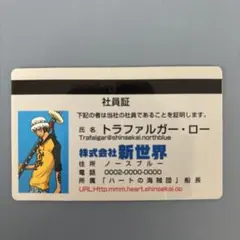 社員証
下記の者は当社の社員であることを証明します。
氏名 トラファルガー・ロー
Trafalgar@shinsekai.northblue
株式会社 新世界
住所 ノースブルー
電話 0002-0000-0000
所属 「ハートの海賊団」船長
URL:Http:mmm.heart.shinsekai.op